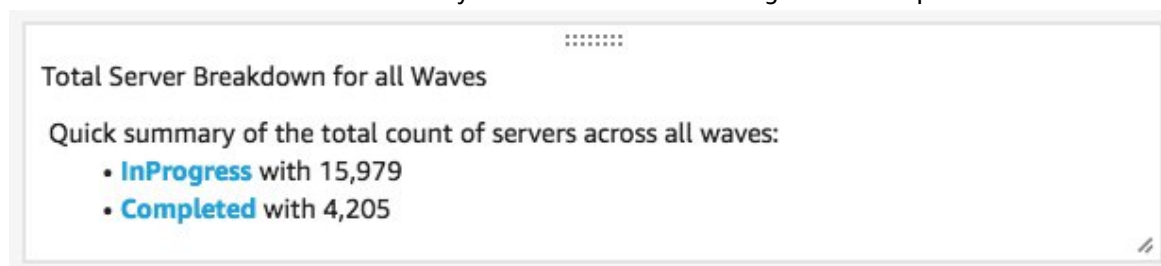 Total Server Breakdown for all Waves
Quick summary of the total count of servers across all waves:
• InProgress with 15,979
• Completed with 4,205